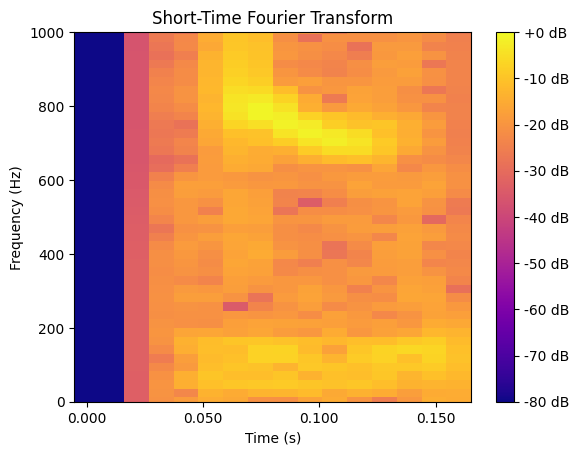 Short-Time Fourier Transform
1000
800
600
400
200
0
Frequency (Hz)
0.000
0.050
0.100
0.150
Time (s)
+0 dB
-10 dB
-20 dB
-30 dB
-40 dB
-50 dB
-60 dB
-70 dB
-80 dB